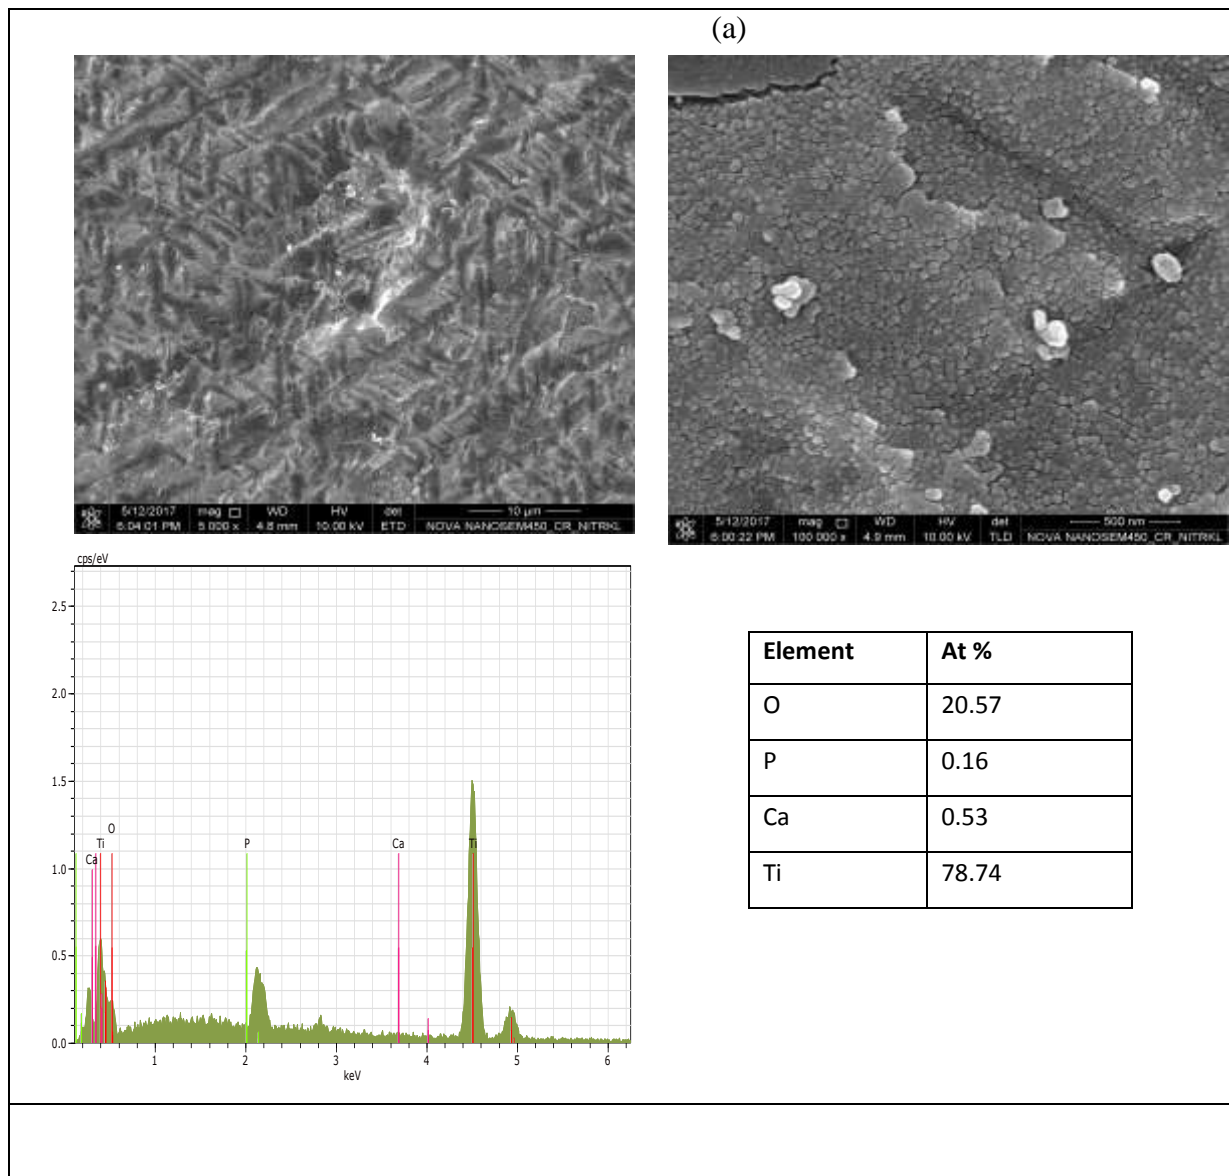 (a)
5/12/2017 mag WD HV det 10 µm
6:04:01 PM 5 000 x 4.8 mm 10.00 kV ETD NOVA NANOSEM450_CR_NITRKL
5/12/2017 mag WD HV det 500 nm
6:00:22 PM 100 000 x 4.9 mm 10.00 kV TLD NOVA NANOSEM450_CR_NITRKL
cps/eV
2.5
2.0
1.5
1.0
0.5
0.0
O
Ti
Ca
P
Ca
Ti
1 2 3 4 5 6
keV
Element At %
O 20.57
P 0.16
Ca 0.53
Ti 78.74